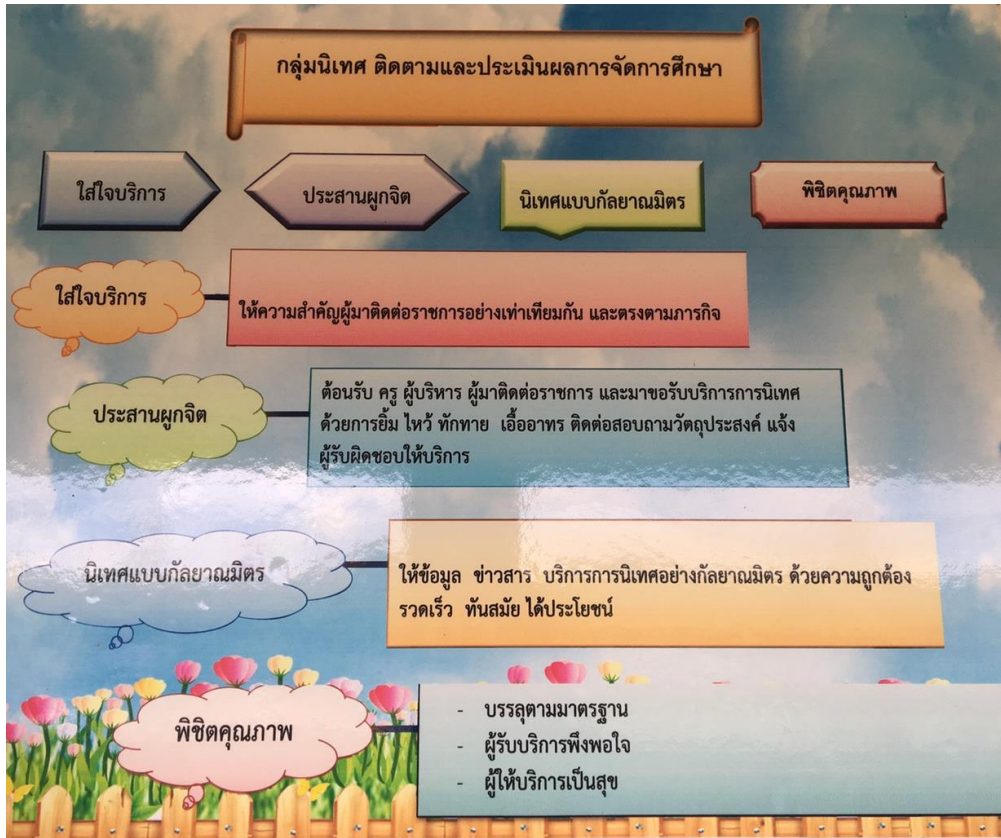 กลุ่มนิเทศ ติดตามและประเมินผลการจัดการศึกษา
ใส่ใจบริการ
ประสานผูกจิต
นิเทศแบบกัลยาณมิตร
พิชิตคุณภาพ
ใส่ใจบริการ
ให้ความสำคัญผู้มาติดต่อราชการอย่างเท่าเทียมกัน และตรงตามภารกิจ
ประสานผูกจิต
ต้อนรับ ครู ผู้บริหาร ผู้มาติดต่อราชการ และมาขอรับบริการการนิเทศ
ด้วยการยิ้ม ไหว้ ทักทาย เอื้ออาทร ติดต่อสอบถามวัตถุประสงค์ แจ้ง
ผู้รับผิดชอบให้บริการ
นิเทศแบบกัลยาณมิตร
ให้ข้อมูล ข่าวสาร บริการการนิเทศอย่างกัลยาณมิตร ด้วยความถูกต้อง
รวดเร็ว ทันสมัย ได้ประโยชน์
พิชิตคุณภาพ
- บรรลุตามมาตรฐาน
- ผู้รับบริการพึงพอใจ
- ผู้ให้บริการเป็นสุข